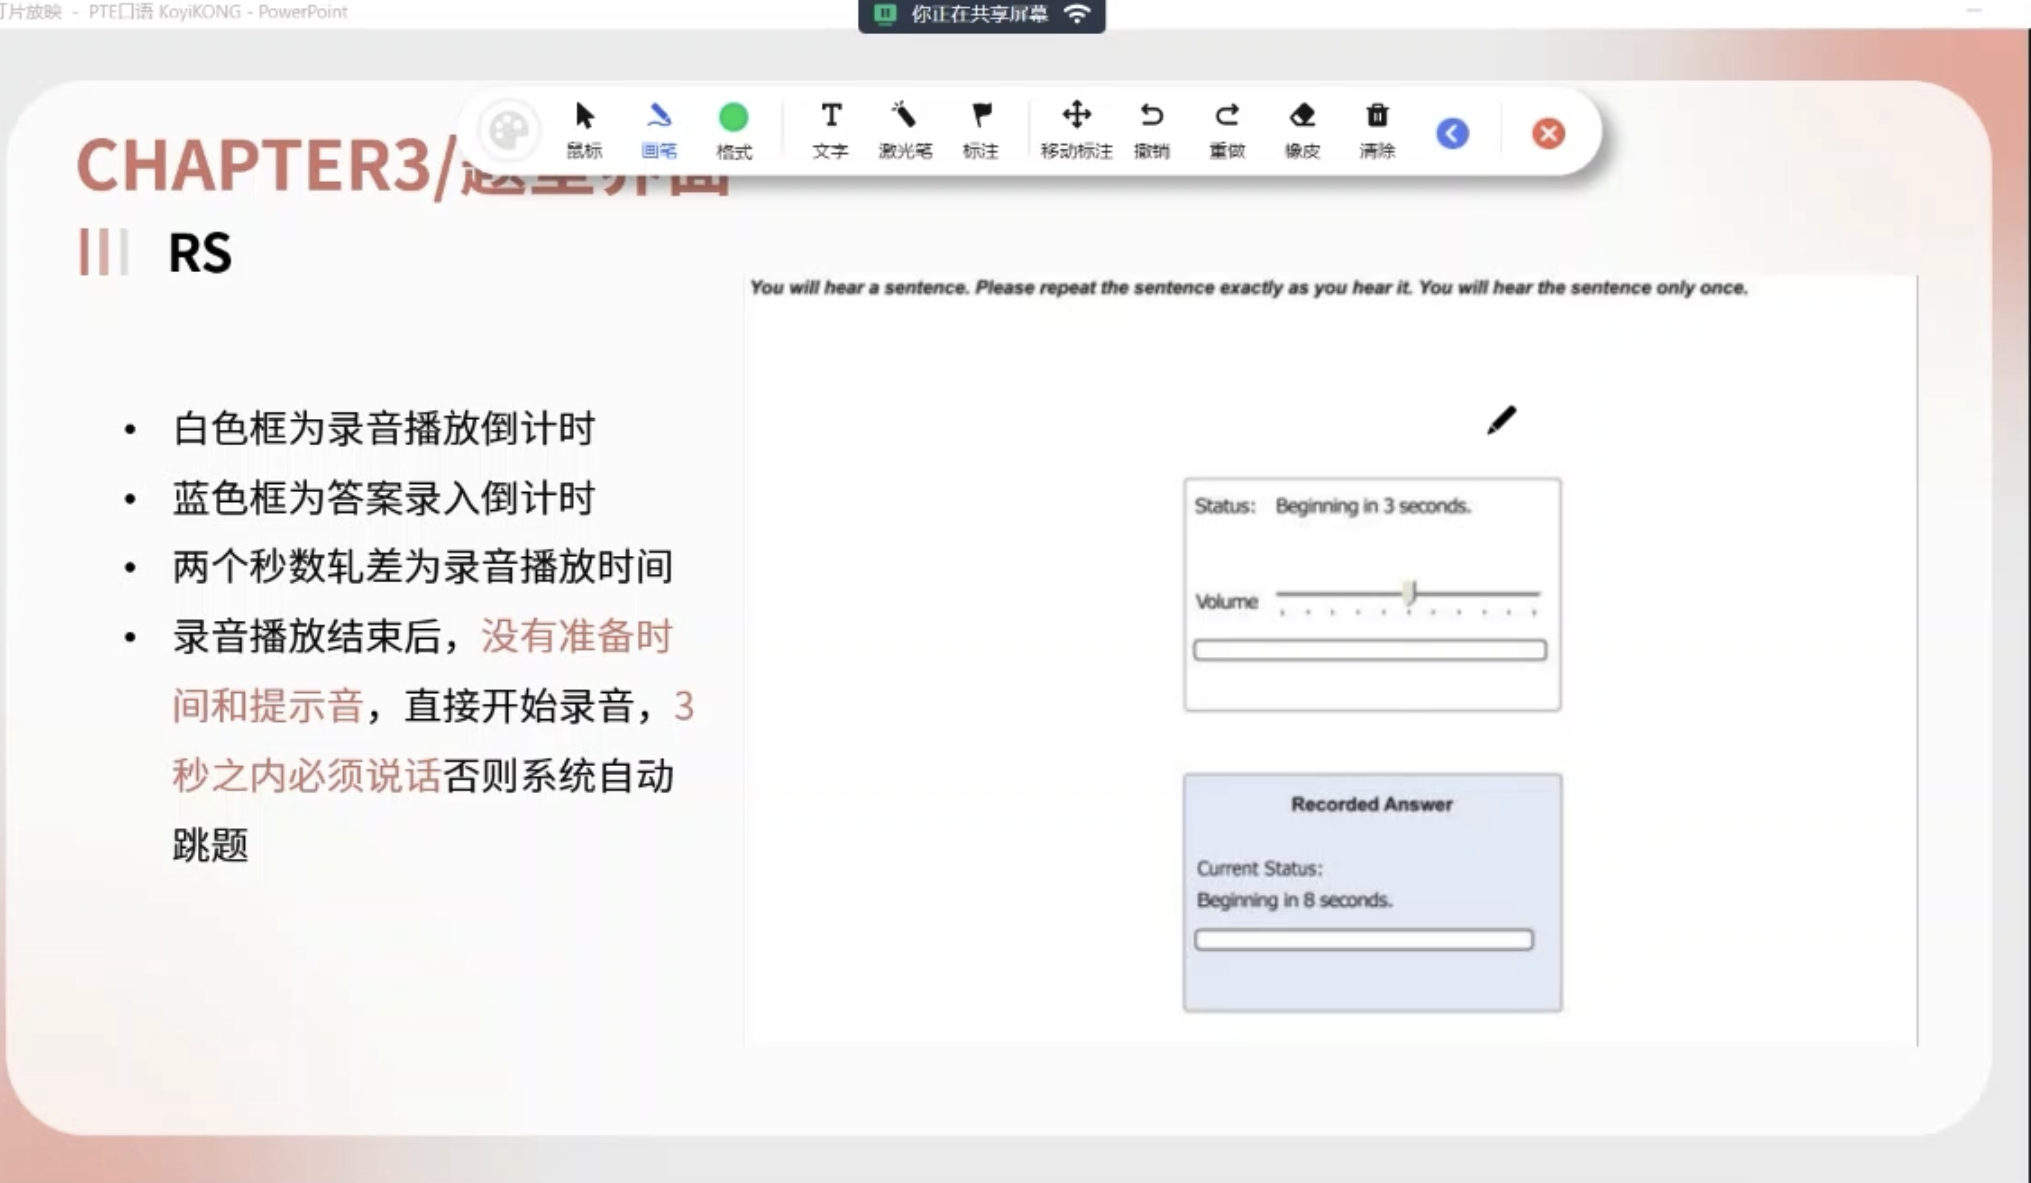 灯片放映 - PTE口语 KoyiKONG - PowerPoint
你正在共享屏幕
鼠标 画笔 格式 文字 激光笔 标注 移动标注 撤销 重做 橡皮 清除
CHAPTER3/题型界面
RS
You will hear a sentence. Please repeat the sentence exactly as you hear it. You will hear the sentence only once.
• 白色框为录音播放倒计时
• 蓝色框为答案录入倒计时
• 两个秒数轧差为录音播放时间
• 录音播放结束后，没有准备时
间和提示音，直接开始录音，3
秒之内必须说话否则系统自动
跳题
Status: Beginning in 3 seconds.
Volume
Recorded Answer
Current Status:
Beginning in 8 seconds.